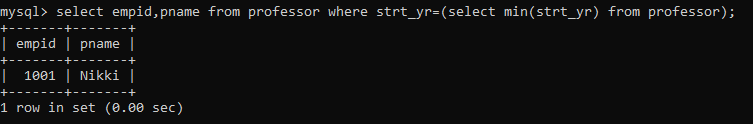 mysql> select empid,pname from professor where strt_yr=(select min(strt_yr) from professor);
+-------+-------+
| empid | pname |
+-------+-------+
|  1001 | Nikki |
+-------+-------+
1 row in set (0.00 sec)